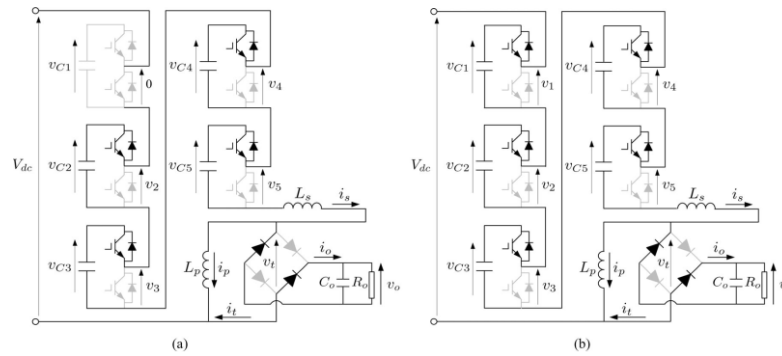 v_{C1}
0
v_{C4}
v_4
V_{dc}
v_{C2}
v_2
v_{C5}
v_5
L_s
i_s
v_{C3}
v_3
L_p
i_p
v_t
i_o
C_o
R_o
v_o
i_t
(a)
v_{C1}
v_1
v_{C4}
v_4
V_{dc}
v_{C2}
v_2
v_{C5}
v_5
L_s
i_s
v_{C3}
v_3
L_p
i_p
v_t
i_o
C_o
R_o
i_t
(b)